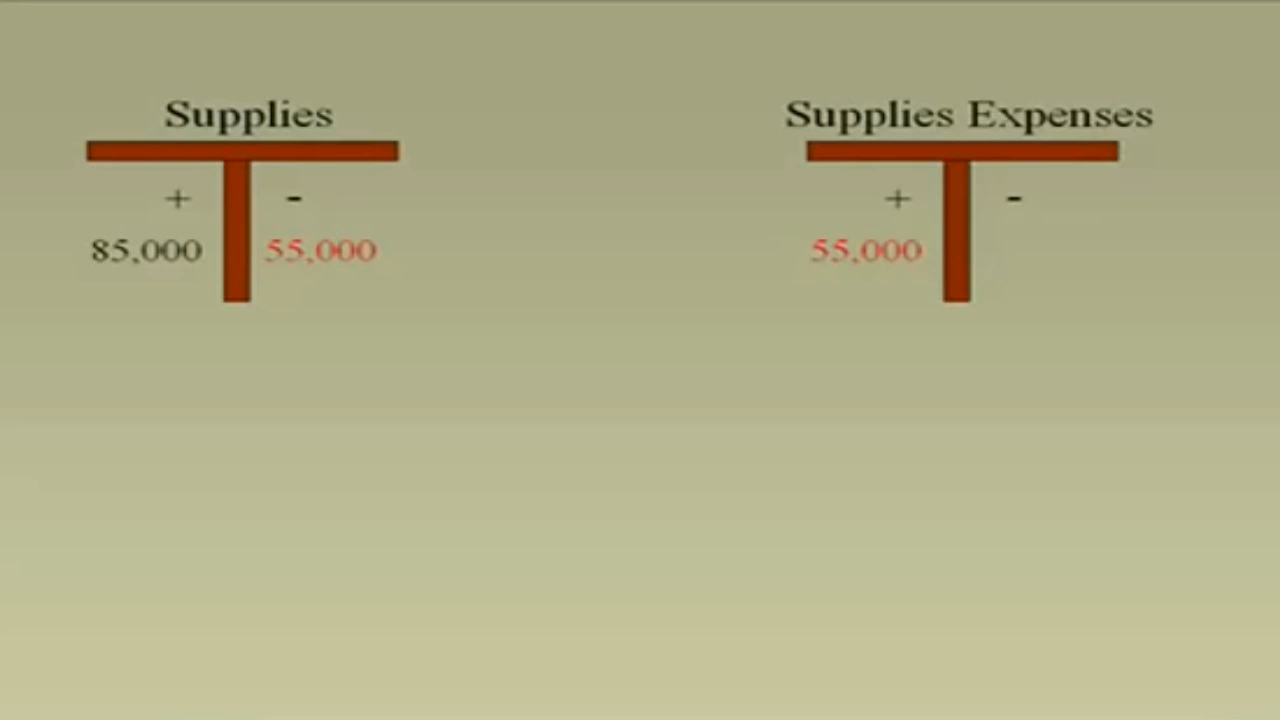 Supplies
+ -
85,000 55,000
Supplies Expenses
+ -
55,000